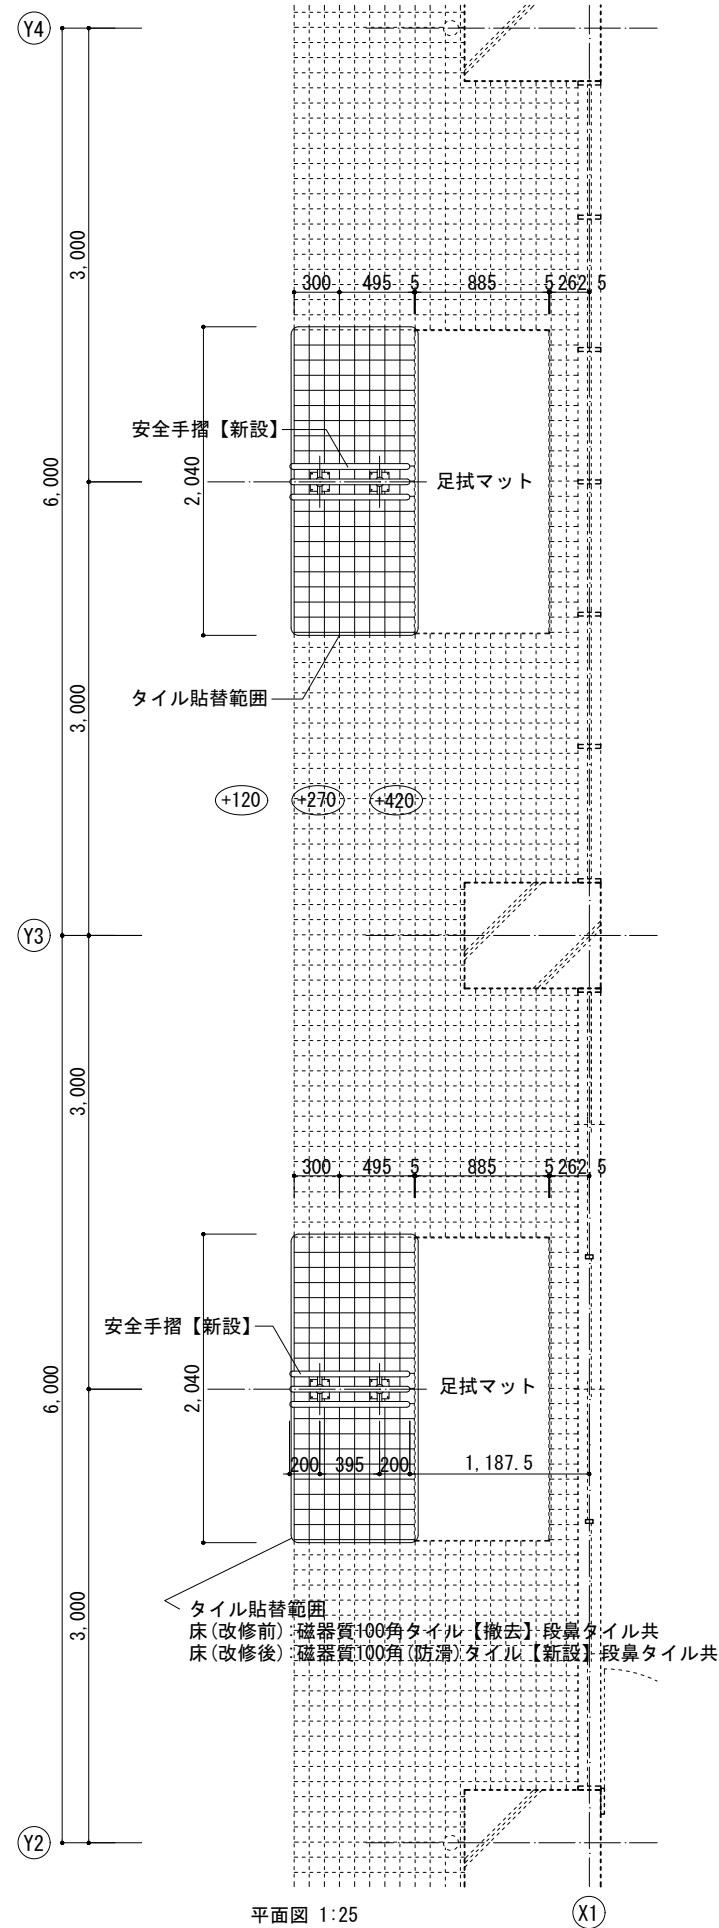 Y4
3,000
300 495 5 885 5 262.5
安全手摺【新設】
6,000
2,040
足拭マット
タイル貼替範囲
3,000
+120 +270 +420
Y3
3,000
300 495 5 885 5 262.5
安全手摺【新設】
6,000
2,040
足拭マット
200 395 200 1,187.5
3,000
タイル貼替範囲
床(改修前):磁器質100角タイル【撤去】段鼻タイル共
床(改修後):磁器質100角(防滑)タイル【新設】段鼻タイル共
Y2
平面図 1:25
X1